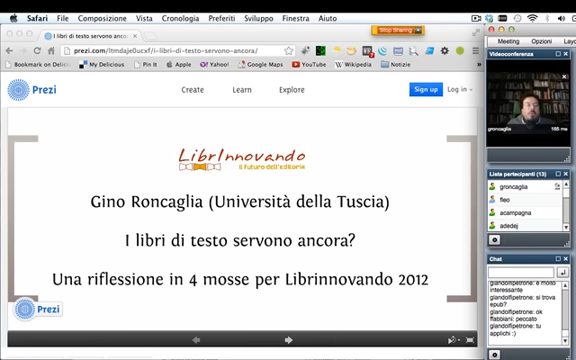 Safari File Composizione Vista Cronologia Preferiti Sviluppo Finestra Aiuto
Stop Sharing
I libri di testo servono anco
prezi.com/ltmdaje0ucxf/i-libri-di-testo-servono-ancora/
Bookmark on Delici My Delicious Pin It Apple Yahoo! Google Maps YouTube Wikipedia Notizie
Prezi Create Learn Explore Sign up Log in
LibrInnovando
il futuro dell'editoria
Gino Roncaglia (Università della Tuscia)
I libri di testo servono ancora?
Una riflessione in 4 mosse per Librinnovando 2012
Prezi
Meeting Opzioni
Videoconferenza
groncaglia 185 ms
Lista partecipanti (13)
groncaglia
fleo
acampagna
adedej
Chat
interessante
glandolfipetrone: si trova
epub?
glandolfipetrone: ok
ffabbiani: peccato
glandolfipetrone: tu
applichi :)